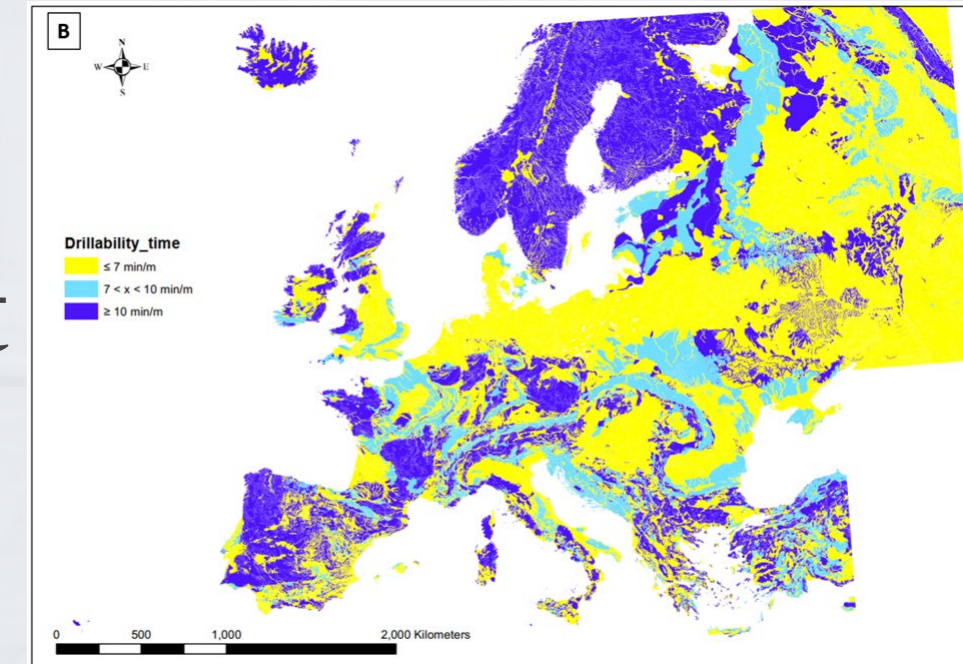 B
N
W E
S
Drillability_time
≤ 7 min/m
7 < x < 10 min/m
≥ 10 min/m
0 500 1,000 2,000 Kilometers